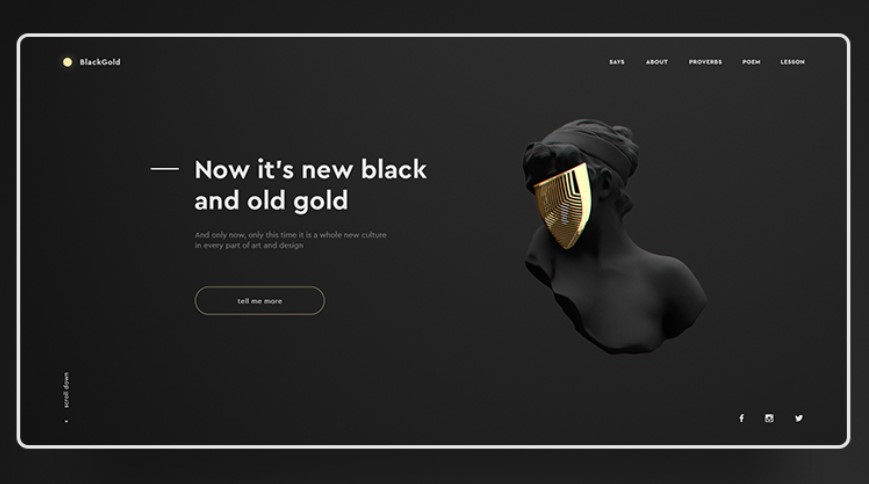 BlackGold
SAYS ABOUT PROVERBS POEM LESSON
Now it's new black
and old gold
And only now, only this time it is a whole new culture
in every part of art and design
tell me more
scroll down